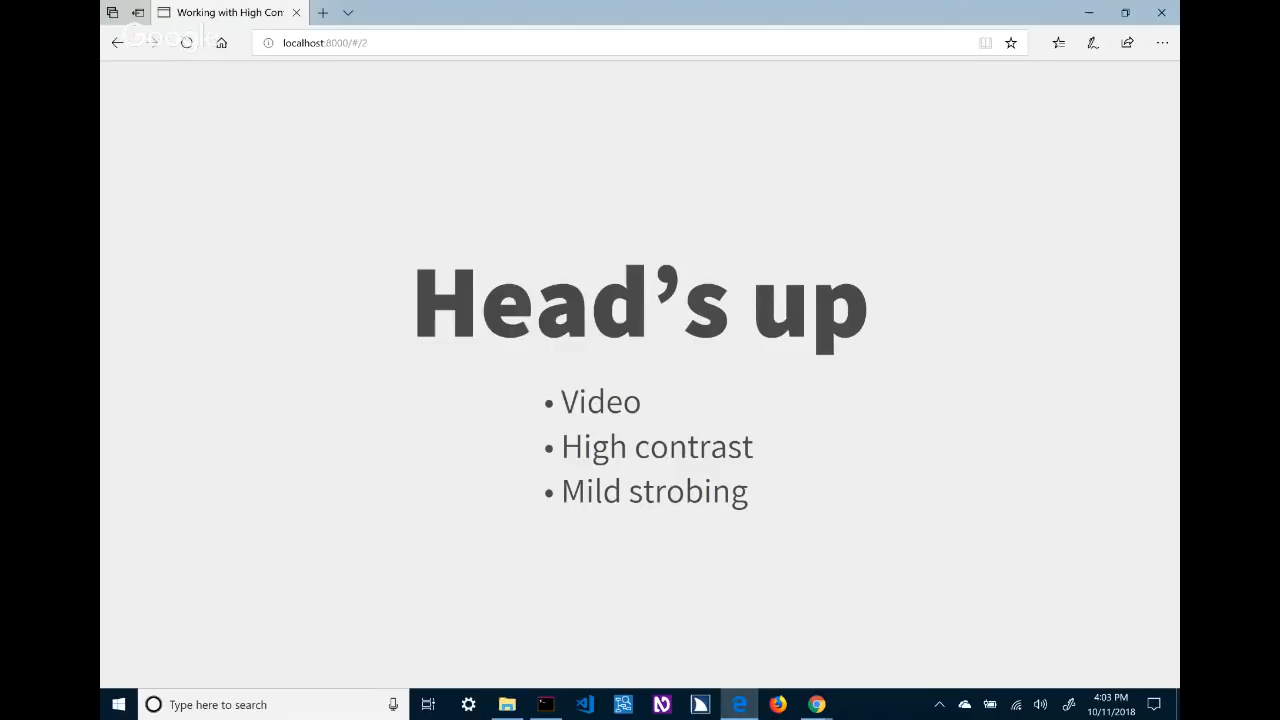 Working with High Con
Google
localhost:8000/#/2
Head’s up
• Video
• High contrast
• Mild strobing
Type here to search
4:03 PM
10/11/2018